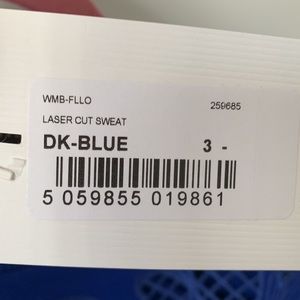 WMB-FLLO 259685
LASER CUT SWEAT
DK-BLUE 3 -
5 059855 019861